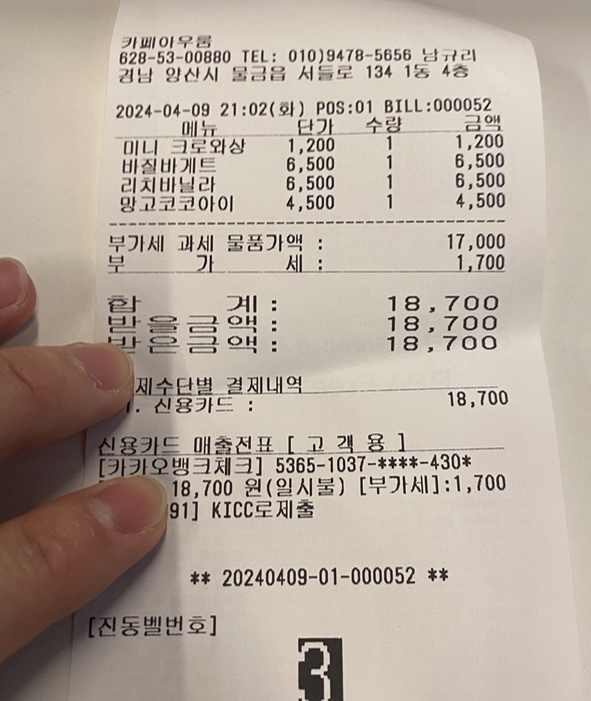 카페아우룸
628-53-00880 TEL: 010)9478-5656 남규리
경남 양산시 물금읍 서들로 134 1동 4층
2024-04-09 21:02(화) POS:01 BILL:000052
메뉴 단가 수량 금액
미니 크로와상 1,200 1 1,200
바질바게트 6,500 1 6,500
리치바닐라 6,500 1 6,500
망고코코아이 4,500 1 4,500
부가세 과세 물품가액 : 17,000
부 가 세 : 1,700
합 계 : 18,700
받을금액 : 18,700
받은금액 : 18,700
제수단별 결제내역
1. 신용카드 : 18,700
신용카드 매출전표 [ 고 객 용 ]
[카카오뱅크체크] 5365-1037-****-430*
18,700 원(일시불) [부가세]:1,700
91] KICC로제출
** 20240409-01-000052 **
[진동벨번호]
3